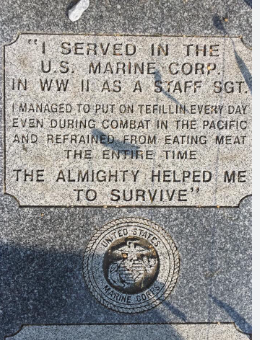 "I SERVED IN THE
U.S. MARINE CORP.
IN WW II AS A STAFF SGT.
I MANAGED TO PUT ON TEFILLIN EVERY DAY
EVEN DURING COMBAT IN THE PACIFIC
AND REFRAINED FROM EATING MEAT
THE ENTIRE TIME
THE ALMIGHTY HELPED ME
TO SURVIVE"
UNITED STATES
MARINE CORPS